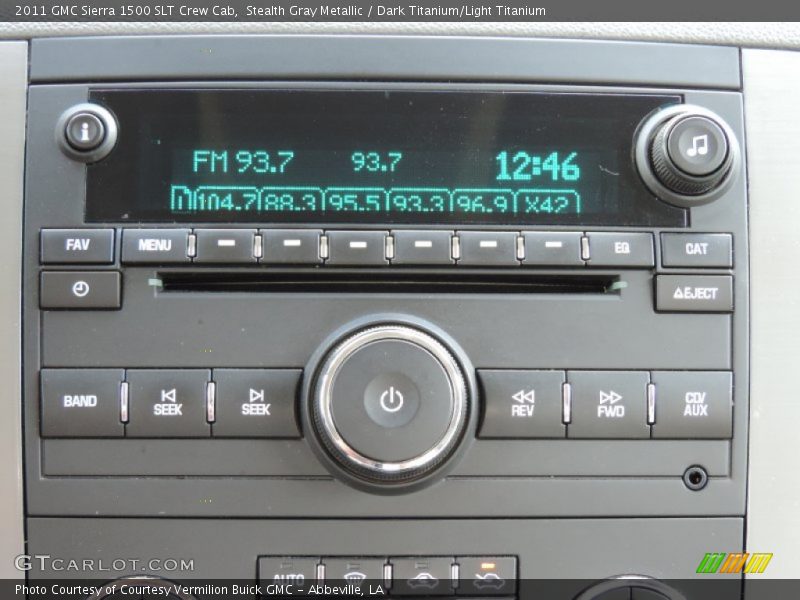 2011 GMC Sierra 1500 SLT Crew Cab,  Stealth Gray Metallic / Dark Titanium/Light Titanium
i
FM 93.7 93.7 12:46
104.7 88.3 95.5 93.3 96.9 X42
FAV MENU EQ CAT
EJECT
BAND SEEK SEEK REV FWD CD/
AUX
AUTO
GTCARLOT.COM
Photo Courtesy of Courtesy Vermilion Buick GMC - Abbeville, LA